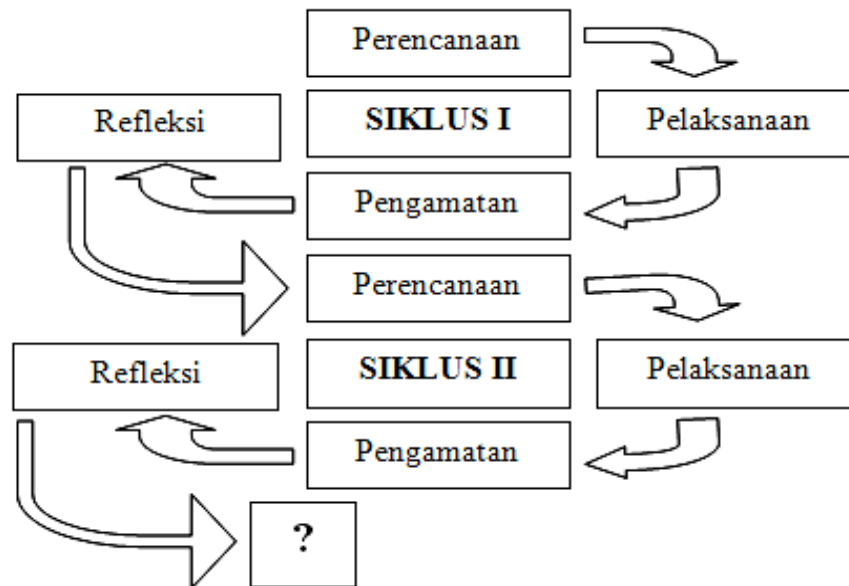 Perencanaan
Refleksi
SIKLUS I
Pelaksanaan
Pengamatan
Perencanaan
Refleksi
SIKLUS II
Pelaksanaan
Pengamatan
?